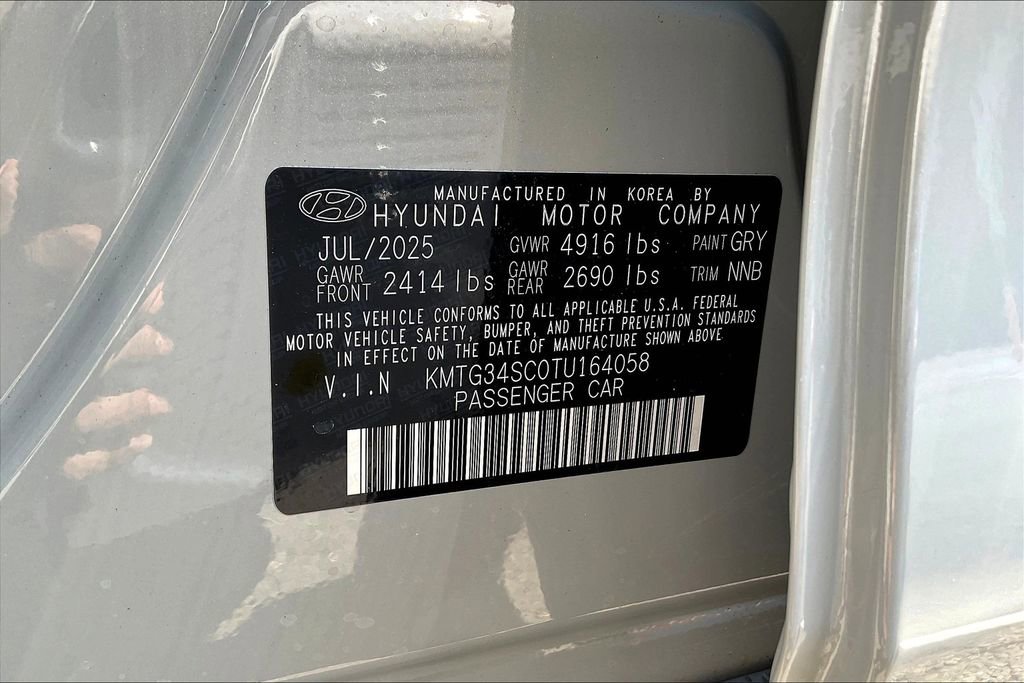 MANUFACTURED IN KOREA BY
HYUNDAI MOTOR COMPANY
JUL/2025 GVWR 4916 lbs PAINT GRY
GAWR FRONT 2414 lbs GAWR REAR 2690 lbs TRIM NNB
THIS VEHICLE CONFORMS TO ALL APPLICABLE U.S.A. FEDERAL
MOTOR VEHICLE SAFETY, BUMPER, AND THEFT PREVENTION STANDARDS
IN EFFECT ON THE DATE OF MANUFACTURE SHOWN ABOVE
V.I.N KMTG34SC0TU164058
PASSENGER CAR